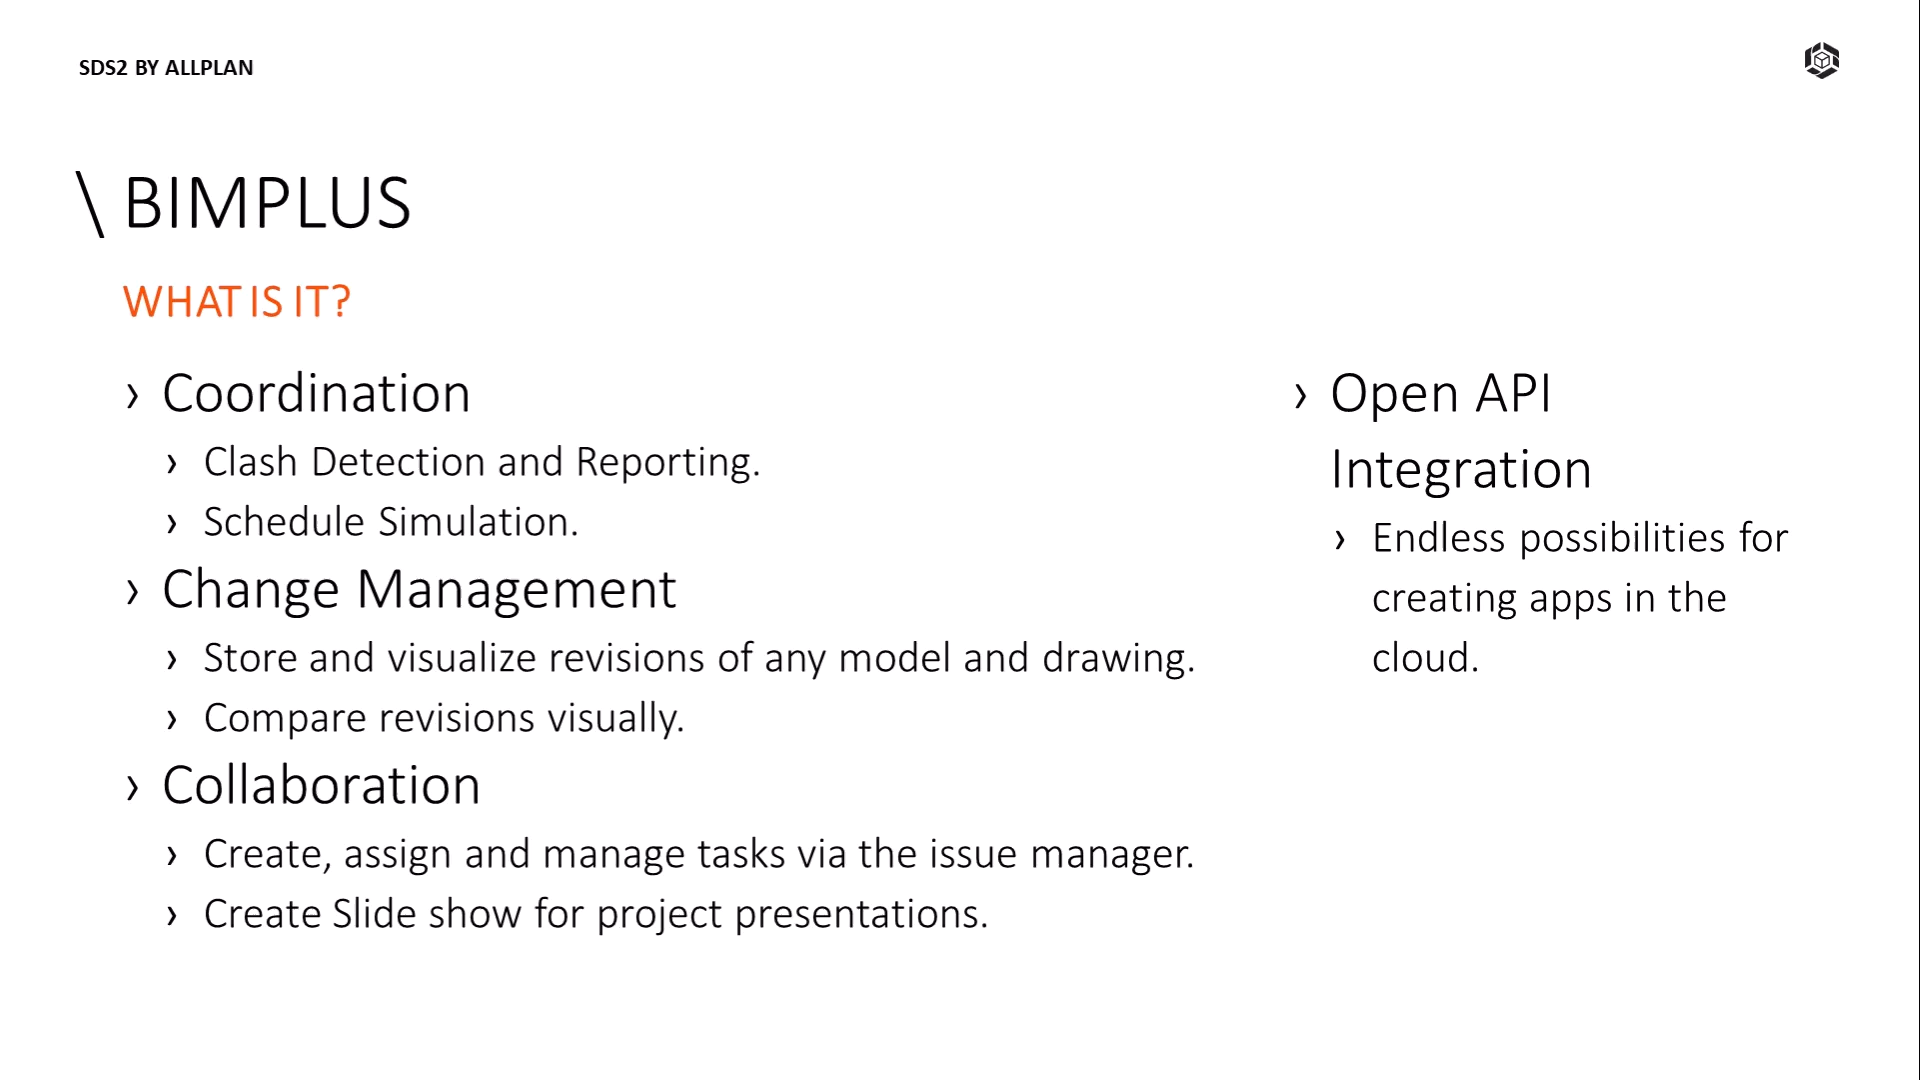 SDS2 BY ALLPLAN
\ BIMPLUS
WHAT IS IT?
› Coordination
› Clash Detection and Reporting.
› Schedule Simulation.
› Change Management
› Store and visualize revisions of any model and drawing.
› Compare revisions visually.
› Collaboration
› Create, assign and manage tasks via the issue manager.
› Create Slide show for project presentations.
› Open API
Integration
› Endless possibilities for
creating apps in the
cloud.